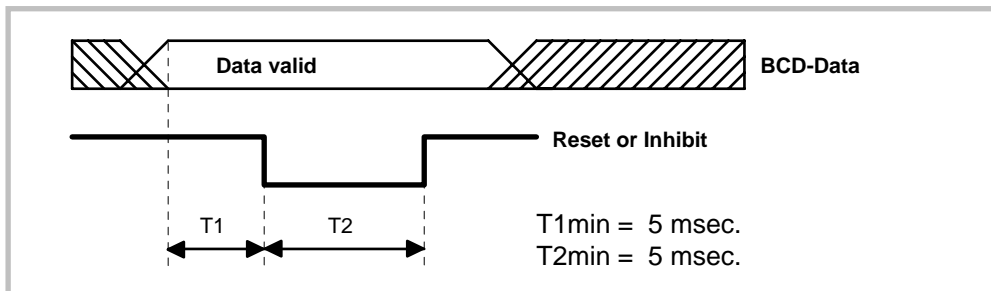 Data valid
BCD-Data
Reset or Inhibit
T1
T2
T1min = 5 msec.
T2min = 5 msec.